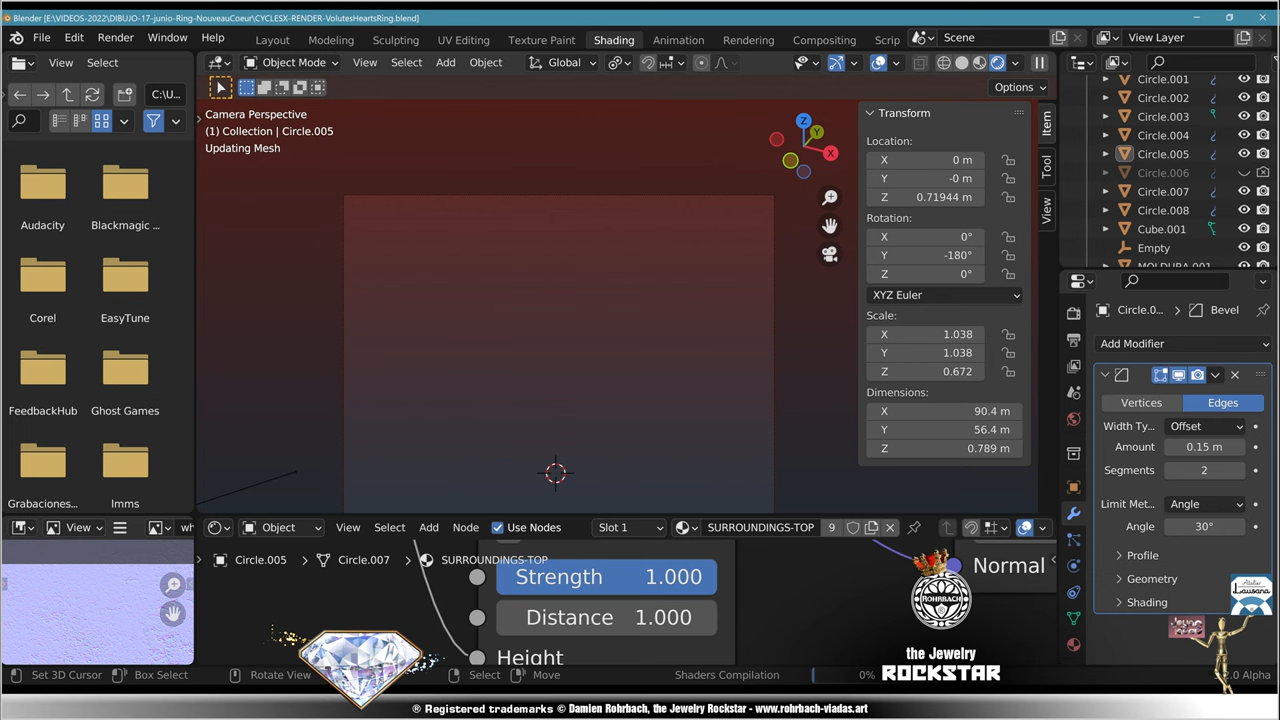 Blender [E:\VIDEOS-2022\DIBUJO-17-junio-Ring-NouveauCoeur\CYCLESX-RENDER-VolutesHeartsRing.blend]
File Edit Render Window Help
Layout Modeling Sculpting UV Editing Texture Paint Shading Animation Rendering Compositing Scrip
Scene
View Layer
View Select
Object Mode View Select Add Object
Global
C:\U...
Options
Camera Perspective
(1) Collection | Circle.005
Updating Mesh
Z
Y
X
Transform
Location:
X 0 m
Y -0 m
Z 0.71944 m
Rotation:
X 0°
Y -180°
Z 0°
XYZ Euler
Scale:
X 1.038
Y 1.038
Z 0.672
Dimensions:
X 90.4 m
Y 56.4 m
Z 0.789 m
Item
Tool
View
Circle.001
Circle.002
Circle.003
Circle.004
Circle.005
Circle.006
Circle.007
Circle.008
Cube.001
Empty
MOLDURA.001
Circle.0... Bevel
Add Modifier
Vertices Edges
Width Ty... Offset
Amount 0.15 m
Segments 2
Limit Met... Angle
Angle 30°
Profile
Geometry
Shading
Audacity
Blackmagic ...
Corel
EasyTune
FeedbackHub
Ghost Games
Grabaciones...
Imms
View
wh
Object View Select Add Node Use Nodes Slot 1 SURROUNDINGS-TOP 9
Circle.005 Circle.007 SURROUNDINGS-TOP
Strength 1.000
Distance 1.000
Height
Normal
ROHRBACH
the Jewelry
ROCKSTAR
Atelier
Lausana
Set 3D Cursor Box Select Rotate View Select Move Shaders Compilation 0% .0 Alpha
® Registered trademarks © Damien Rohrbach, the Jewelry Rockstar - www.rohrbach-viadas.art